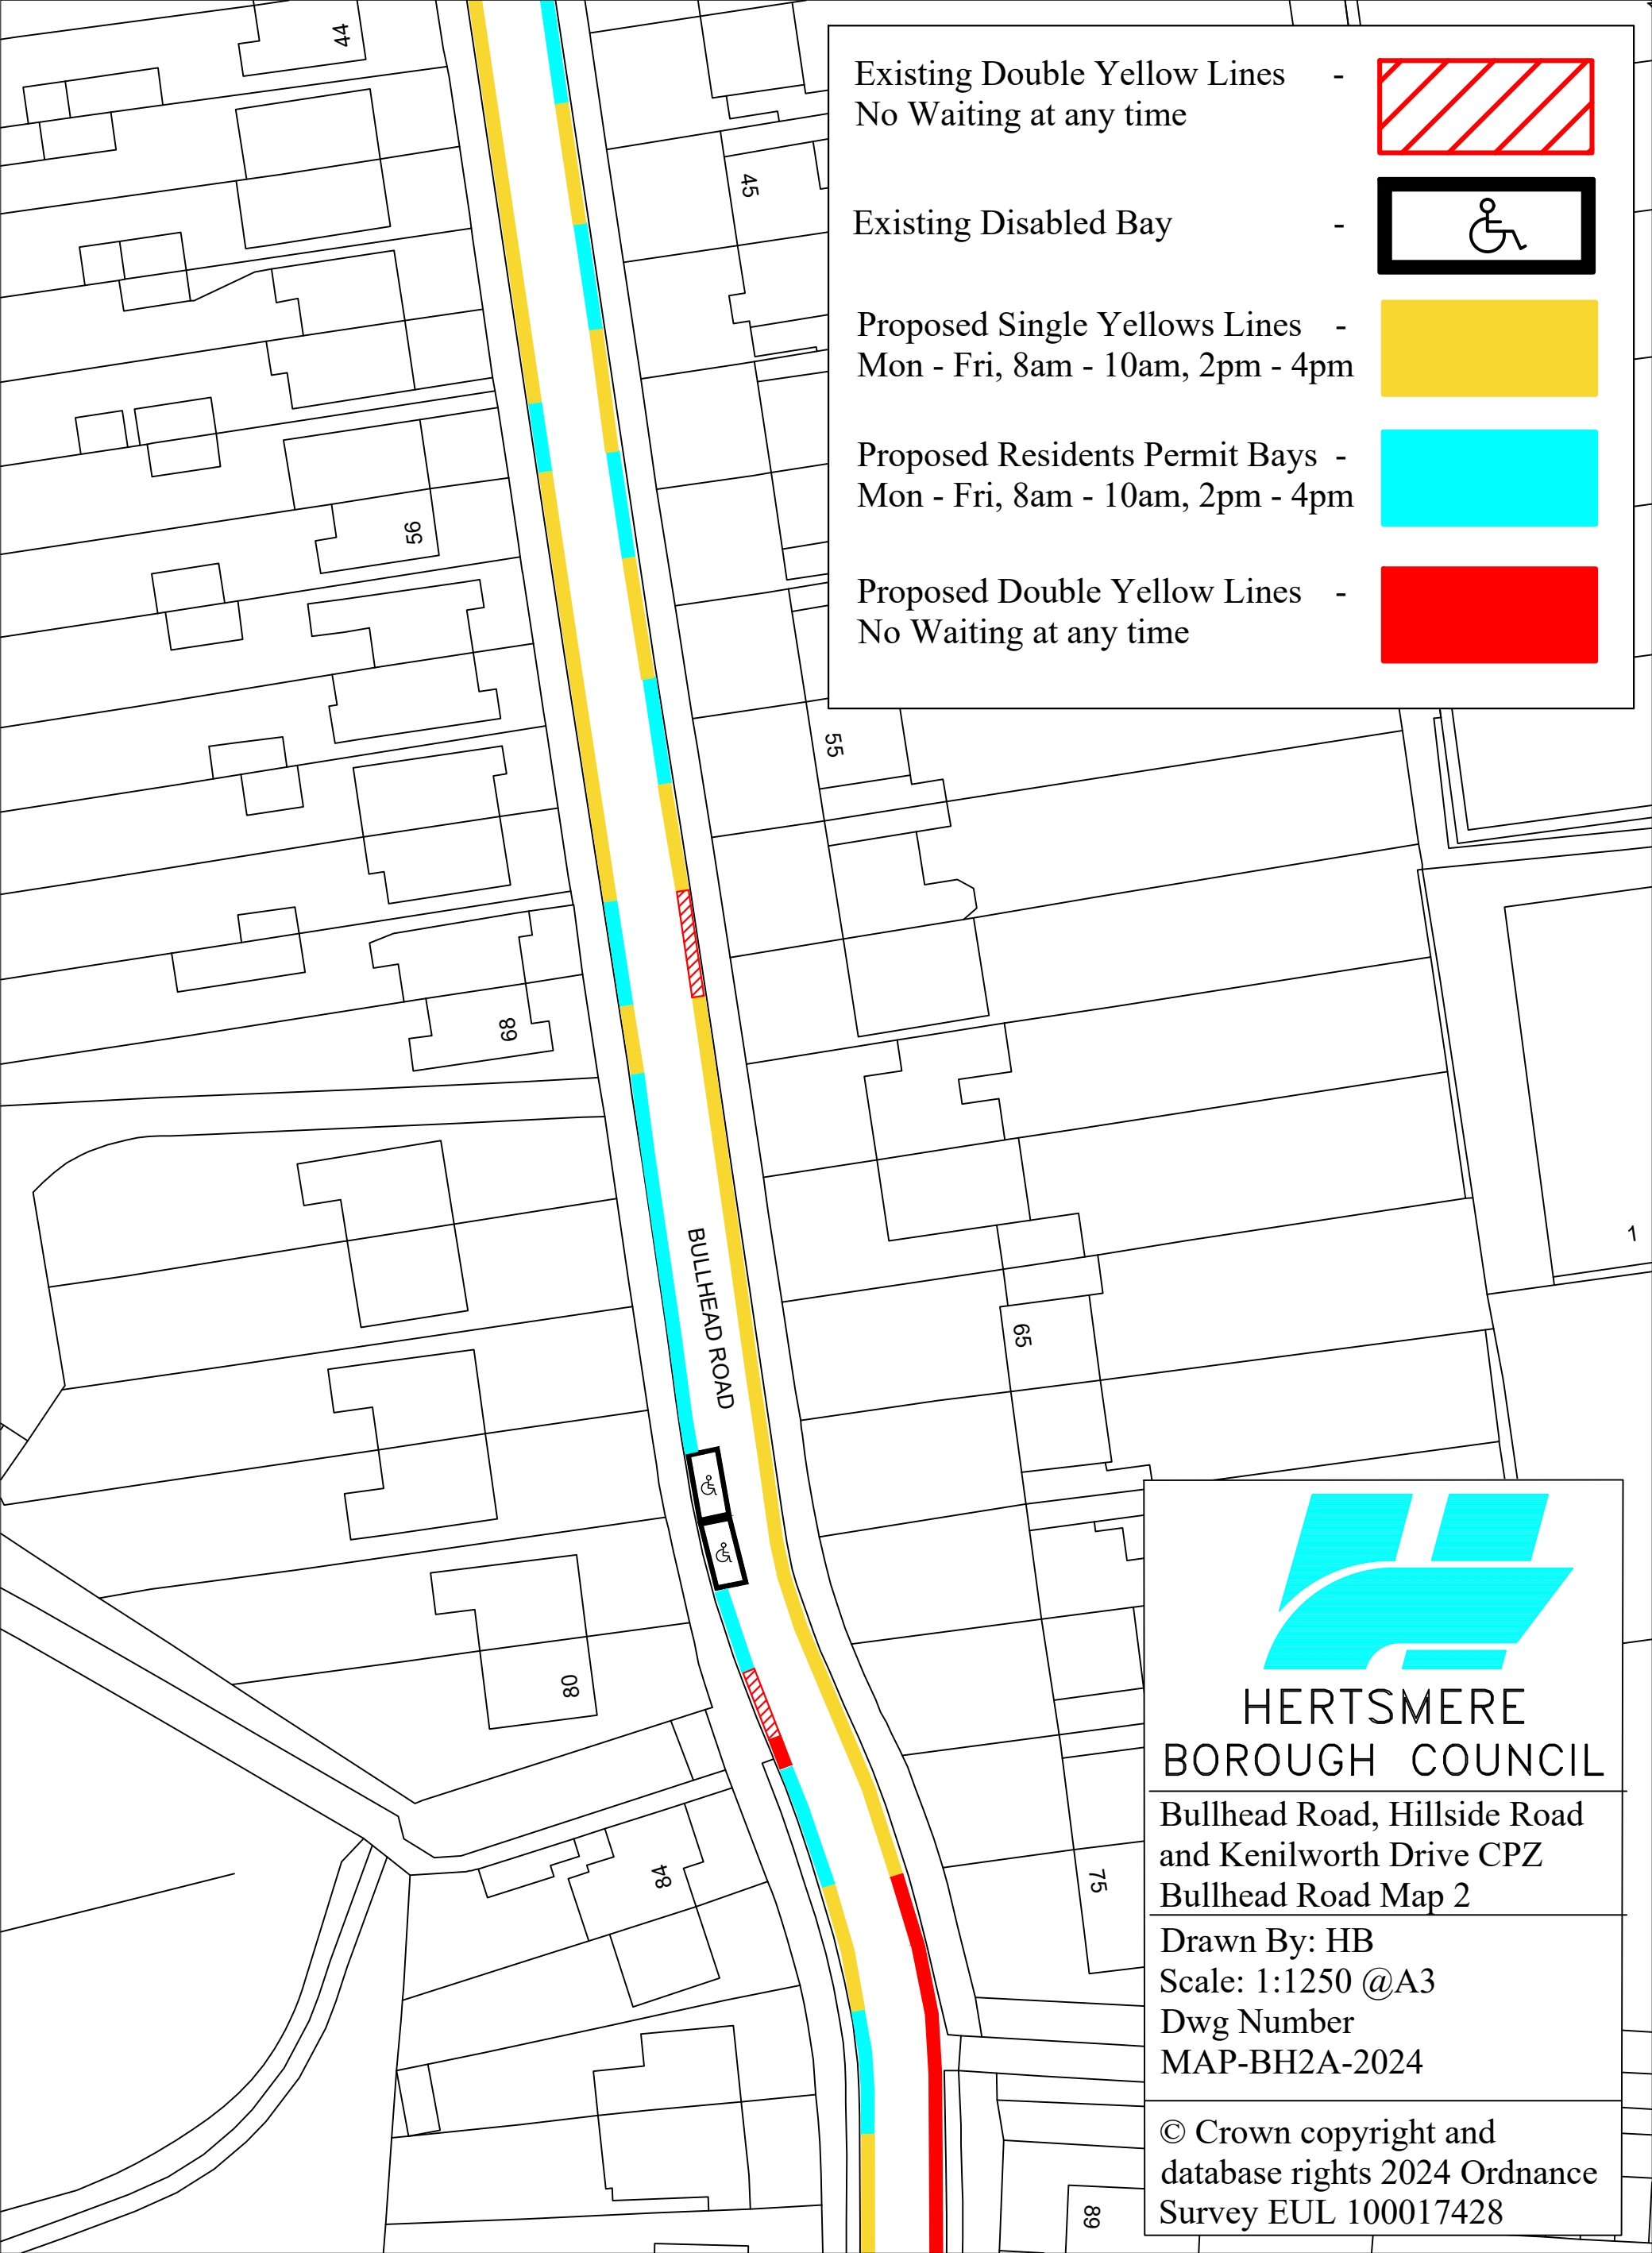 Existing Double Yellow Lines -
No Waiting at any time
Existing Disabled Bay -
Proposed Single Yellows Lines -
Mon - Fri, 8am - 10am, 2pm - 4pm
Proposed Residents Permit Bays -
Mon - Fri, 8am - 10am, 2pm - 4pm
Proposed Double Yellow Lines -
No Waiting at any time
44
45
56
55
68
1
BULLHEAD ROAD
65
80
84
75
89
HERTSMERE
BOROUGH COUNCIL
Bullhead Road, Hillside Road
and Kenilworth Drive CPZ
Bullhead Road Map 2
Drawn By: HB
Scale: 1:1250 @A3
Dwg Number
MAP-BH2A-2024
© Crown copyright and
database rights 2024 Ordnance
Survey EUL 100017428